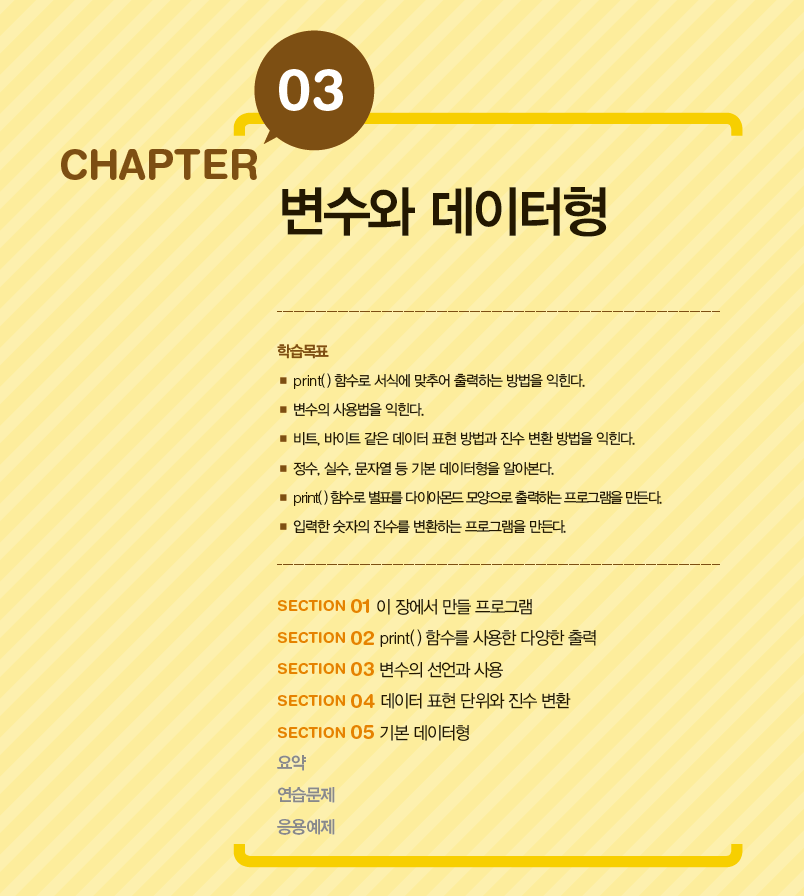 03
CHAPTER
변수와 데이터형
학습목표
■ print( ) 함수로 서식에 맞추어 출력하는 방법을 익힌다.
■ 변수의 사용법을 익힌다.
■ 비트, 바이트 같은 데이터 표현 방법과 진수 변환 방법을 익힌다.
■ 정수, 실수, 문자열 등 기본 데이터형을 알아본다.
■ print( ) 함수로 별표를 다이아몬드 모양으로 출력하는 프로그램을 만든다.
■ 입력한 숫자의 진수를 변환하는 프로그램을 만든다.
SECTION 01 이 장에서 만들 프로그램
SECTION 02 print( ) 함수를 사용한 다양한 출력
SECTION 03 변수의 선언과 사용
SECTION 04 데이터 표현 단위와 진수 변환
SECTION 05 기본 데이터형
요약
연습문제
응용예제